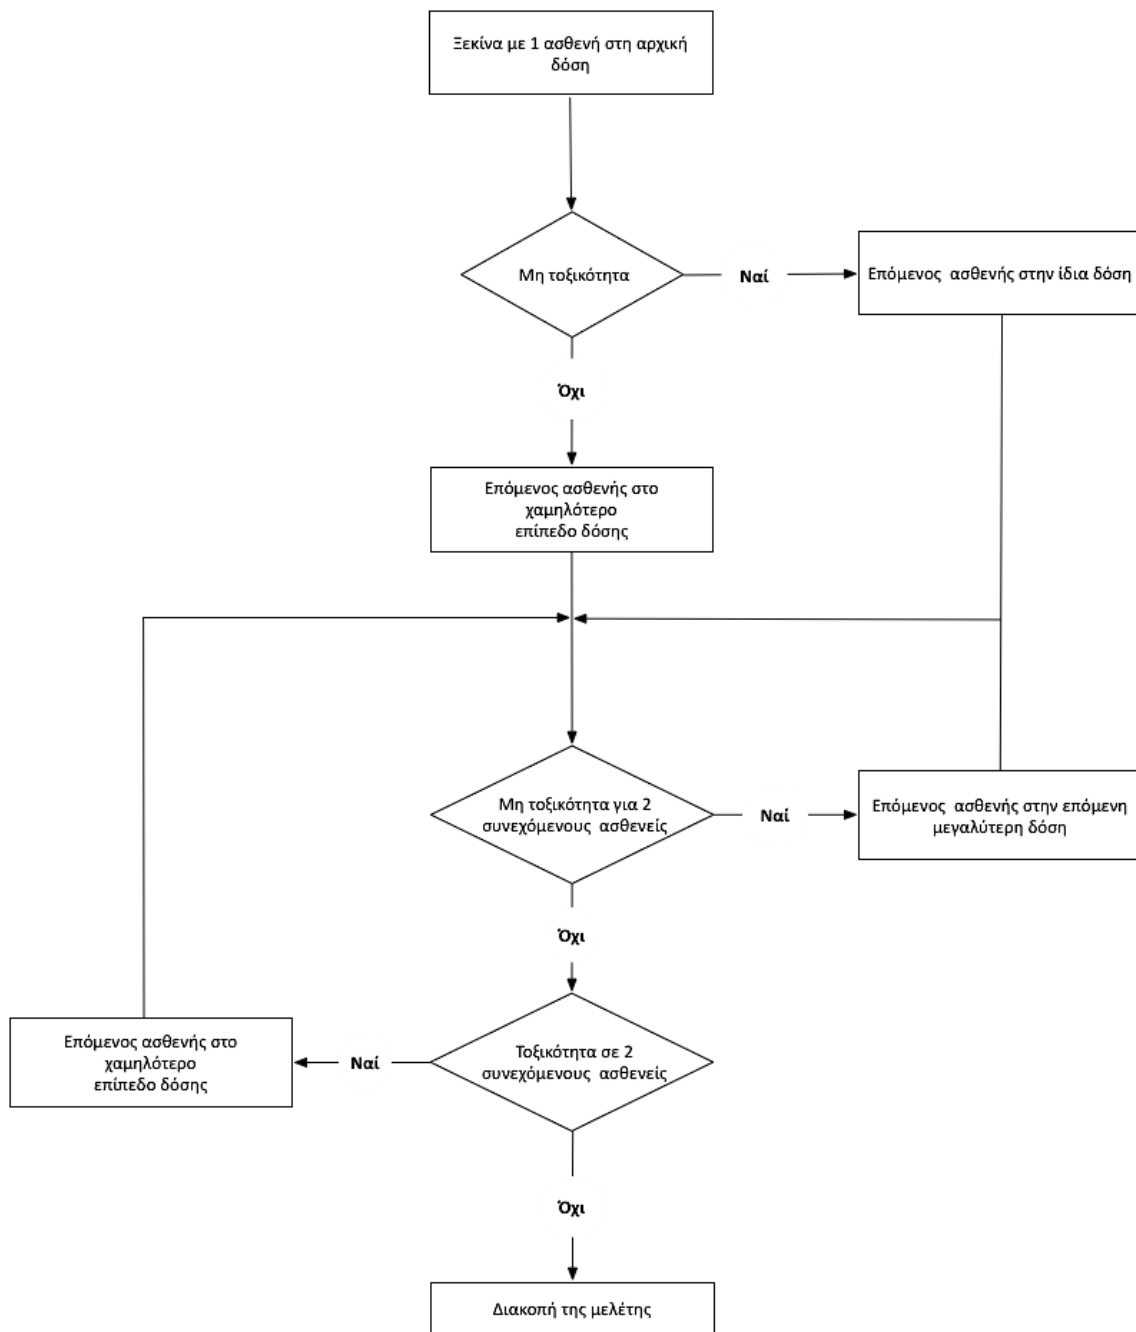 Ξεκίνα με 1 ασθενή στη αρχική
δόση
Μη τοξικότητα
Ναί
Επόμενος ασθενής στην ίδια δόση
Όχι
Επόμενος ασθενής στο
χαμηλότερο
επίπεδο δόσης
Μη τοξικότητα για 2
συνεχόμενους ασθενείς
Ναί
Επόμενος ασθενής στην επόμενη
μεγαλύτερη δόση
Όχι
Τοξικότητα σε 2
συνεχόμενους ασθενείς
Ναί
Επόμενος ασθενής στο
χαμηλότερο
επίπεδο δόσης
Όχι
Διακοπή της μελέτης